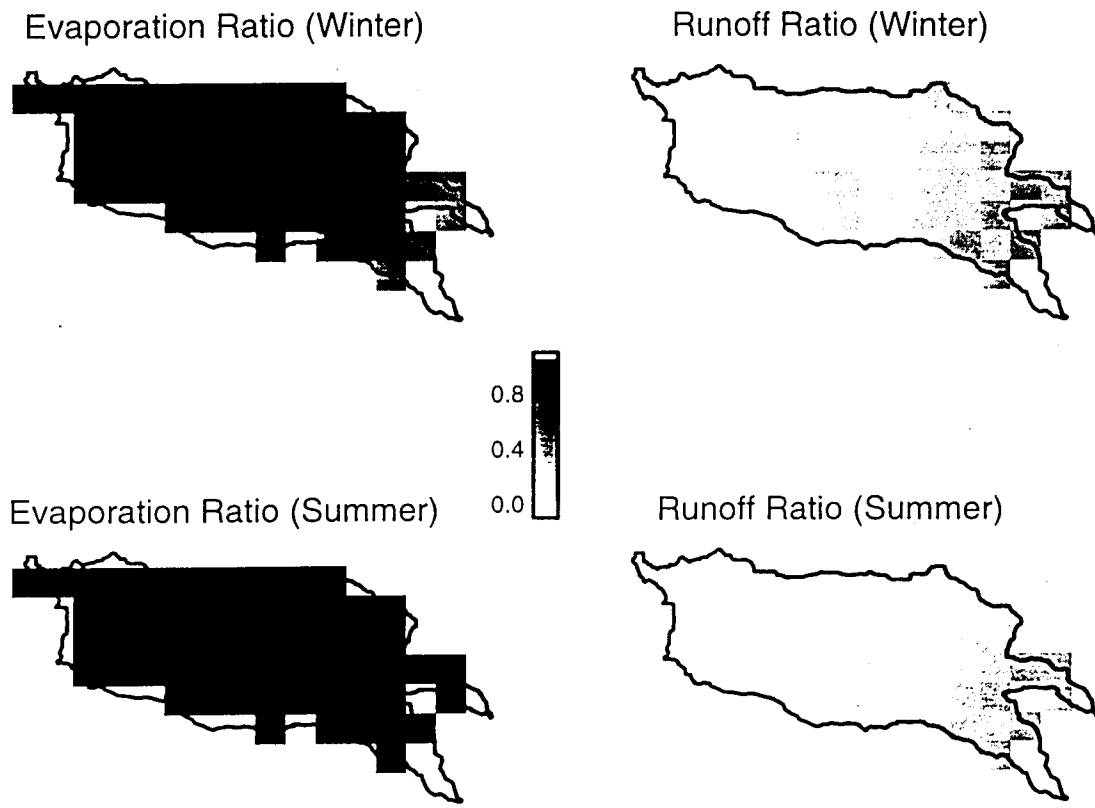 Evaporation Ratio (Winter)
Runoff Ratio (Winter)
0.8
0.4
0.0
Evaporation Ratio (Summer)
Runoff Ratio (Summer)